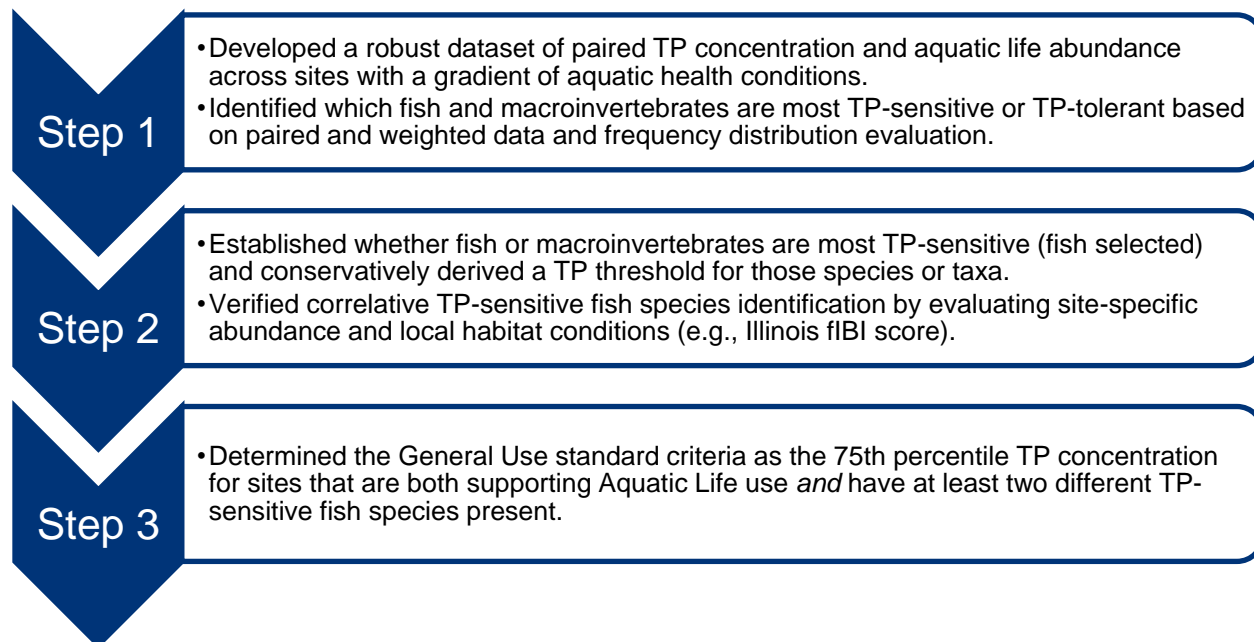 Step 1
•Developed a robust dataset of paired TP concentration and aquatic life abundance
across sites with a gradient of aquatic health conditions.
•Identified which fish and macroinvertebrates are most TP-sensitive or TP-tolerant based
on paired and weighted data and frequency distribution evaluation.
Step 2
•Established whether fish or macroinvertebrates are most TP-sensitive (fish selected)
and conservatively derived a TP threshold for those species or taxa.
•Verified correlative TP-sensitive fish species identification by evaluating site-specific
abundance and local habitat conditions (e.g., Illinois fIBI score).
Step 3
•Determined the General Use standard criteria as the 75th percentile TP concentration
for sites that are both supporting Aquatic Life use and have at least two different TP-
sensitive fish species present.